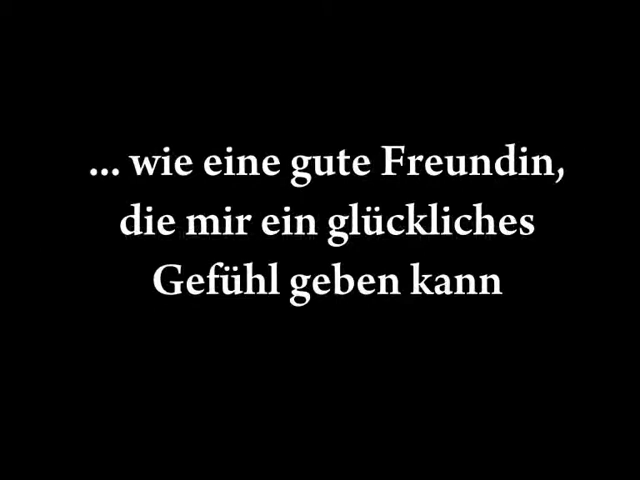 ... wie eine gute Freundin,
die mir ein glückliches
Gefühl geben kann